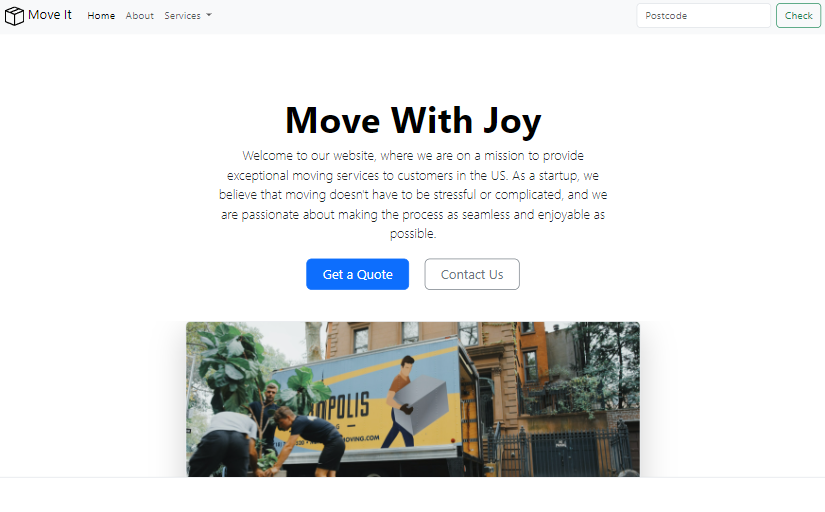 Move It
Home
About
Services
Postcode
Check
Move With Joy
Welcome to our website, where we are on a mission to provide
exceptional moving services to customers in the US. As a startup, we
believe that moving doesn't have to be stressful or complicated, and we
are passionate about making the process as seamless and enjoyable as
possible.
Get a Quote
Contact Us
POLIS
MOVING.COM